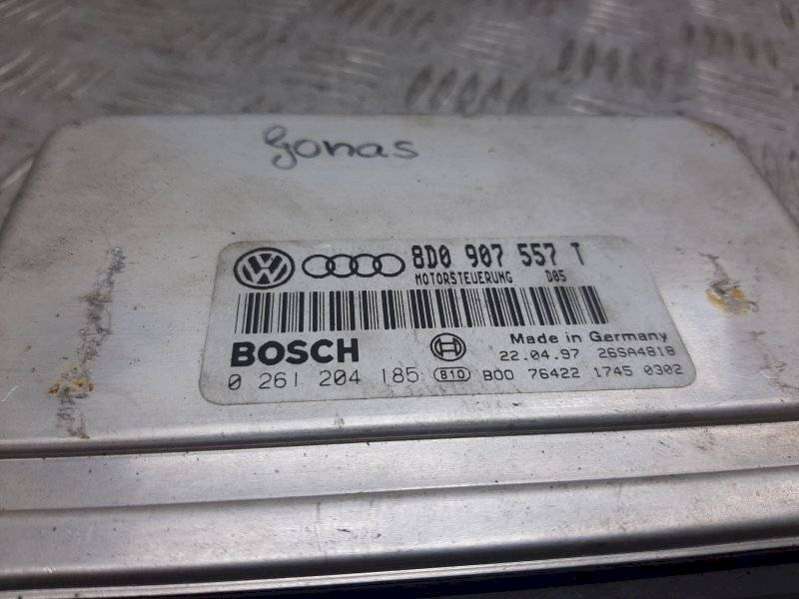 Jonas
8D0 907 557 T
MOTORSTEUERUNG D05
BOSCH
Made in Germany
22.04.97 26SA4818
0 261 204 185 810 B00 76422 1745 0302